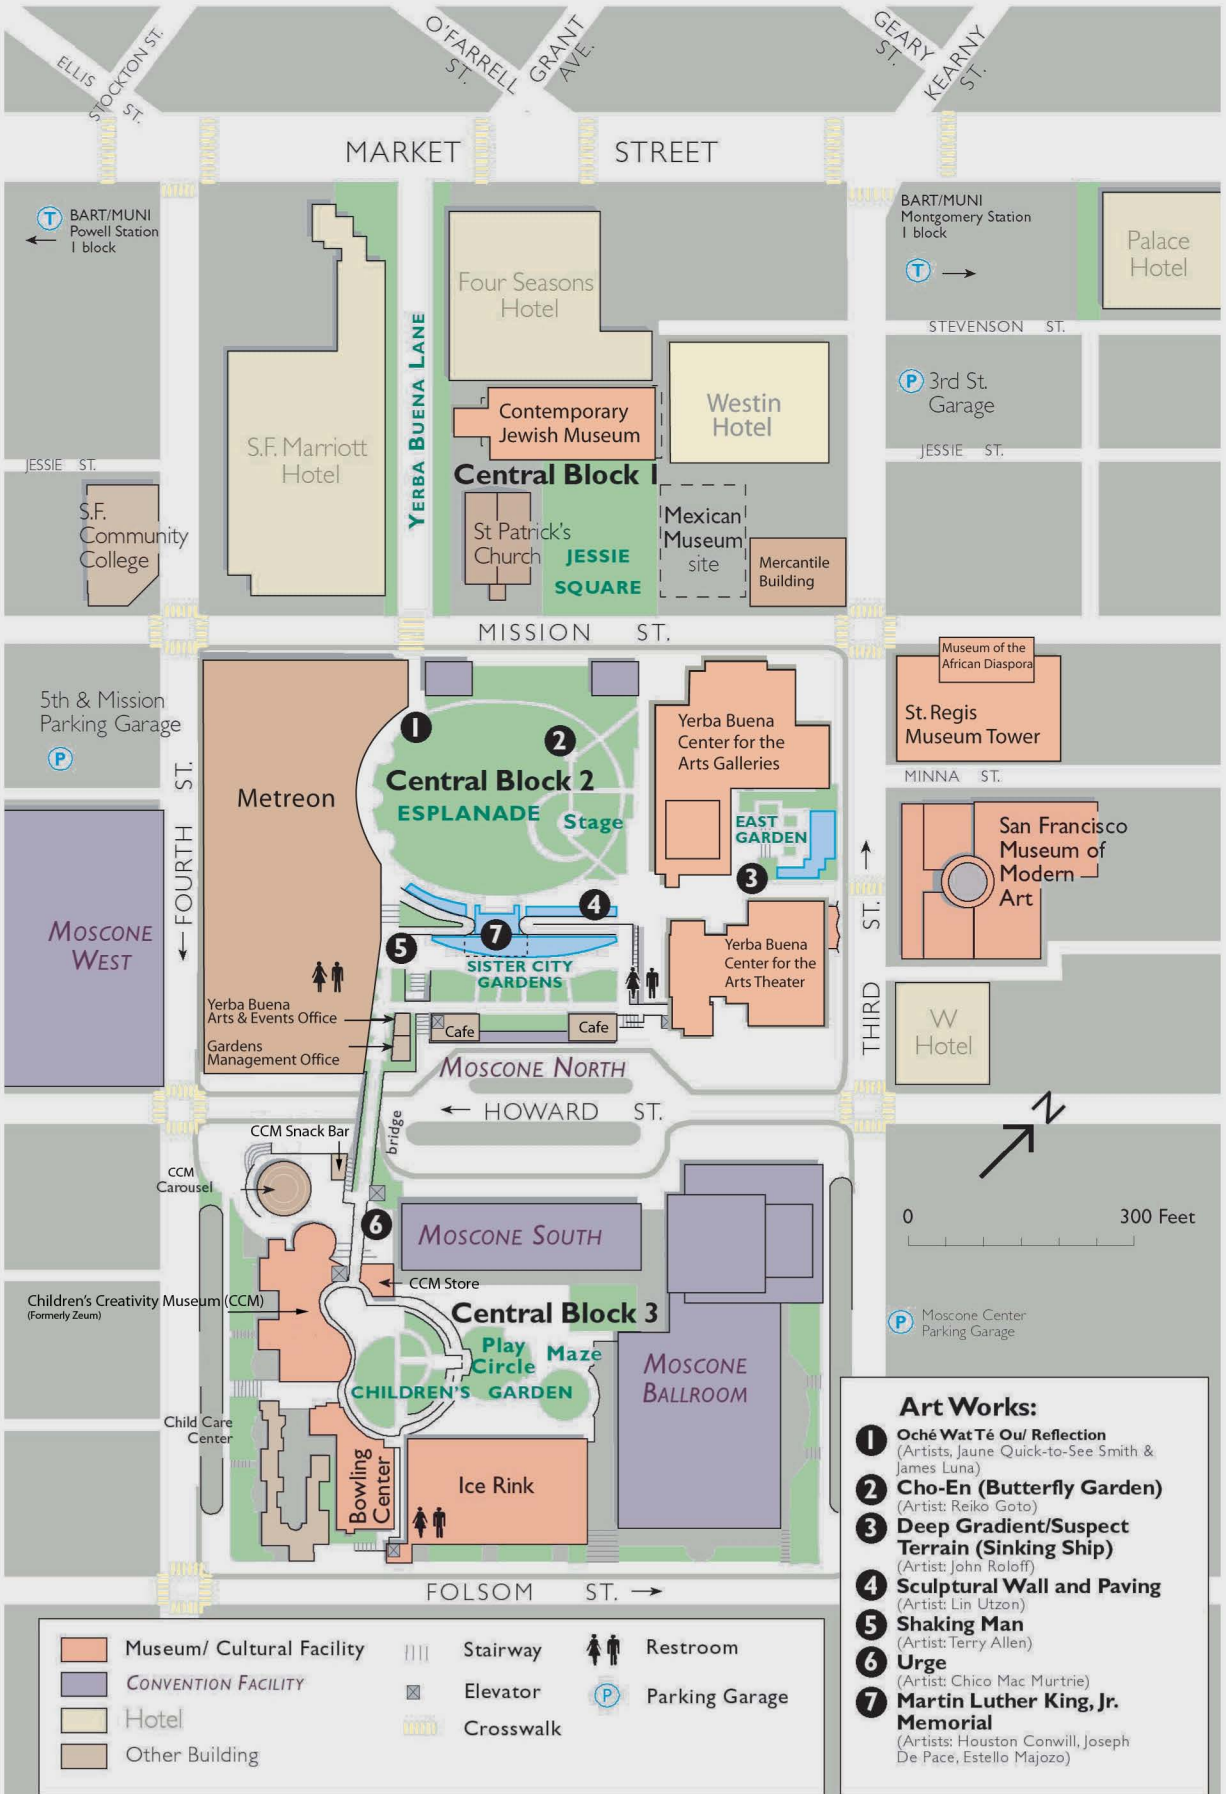 ELLIS
ST.
STOCKTON ST.
O'FARRELL
ST.
GRANT
AVE.
GEARY
ST.
KEARNY
ST.
MARKET STREET
T
BART/MUNI
Powell Station
1 block
BART/MUNI
Montgomery Station
1 block
T
Palace
Hotel
Four Seasons
Hotel
STEVENSON ST.
YERBA BUENA LANE
P
3rd St.
Garage
Westin
Hotel
Contemporary
Jewish Museum
S.F. Marriott
Hotel
JESSIE ST.
JESSIE ST.
Central Block 1
S.F.
Community
College
St Patrick's
Church
JESSIE
SQUARE
Mexican
Museum
site
Mercantile
Building
MISSION ST.
Museum of the
African Diaspora
St. Regis
Museum Tower
5th & Mission
Parking Garage
P
1
2
Yerba Buena
Center for the
Arts Galleries
MINNA ST.
FOURTH ST.
Metreon
Central Block 2
ESPLANADE
Stage
EAST
GARDEN
3
San Francisco
Museum of
Modern
Art
MOSCONE
WEST
4
7
5
SISTER CITY
GARDENS
Yerba Buena
Center for the
Arts Theater
THIRD ST.
Yerba Buena
Arts & Events Office
Gardens
Management Office
Cafe
Cafe
W
Hotel
MOSCONE NORTH
HOWARD ST.
bridge
N
CCM Snack Bar
CCM
Carousel
6
MOSCONE SOUTH
0
300 Feet
CCM Store
Children's Creativity Museum (CCM)
(Formerly Zeum)
Central Block 3
Play
Circle
Maze
CHILDREN'S GARDEN
MOSCONE
BALLROOM
P
Moscone Center
Parking Garage
Child Care
Center
Bowling
Center
Ice Rink
FOLSOM ST.
Art Works:
1 Oché Wat Té Ou/ Reflection
(Artists, Jaune Quick-to-See Smith &
James Luna)
2 Cho-En (Butterfly Garden)
(Artist: Reiko Goto)
3 Deep Gradient/Suspect
Terrain (Sinking Ship)
(Artist: John Roloff)
4 Sculptural Wall and Paving
(Artist: Lin Utzon)
5 Shaking Man
(Artist: Terry Allen)
6 Urge
(Artist: Chico Mac Murtrie)
7 Martin Luther King, Jr.
Memorial
(Artists: Houston Conwill, Joseph
De Pace, Estello Majozo)
Museum/ Cultural Facility
CONVENTION FACILITY
Hotel
Other Building
Stairway
Elevator
Crosswalk
Restroom
P
Parking Garage